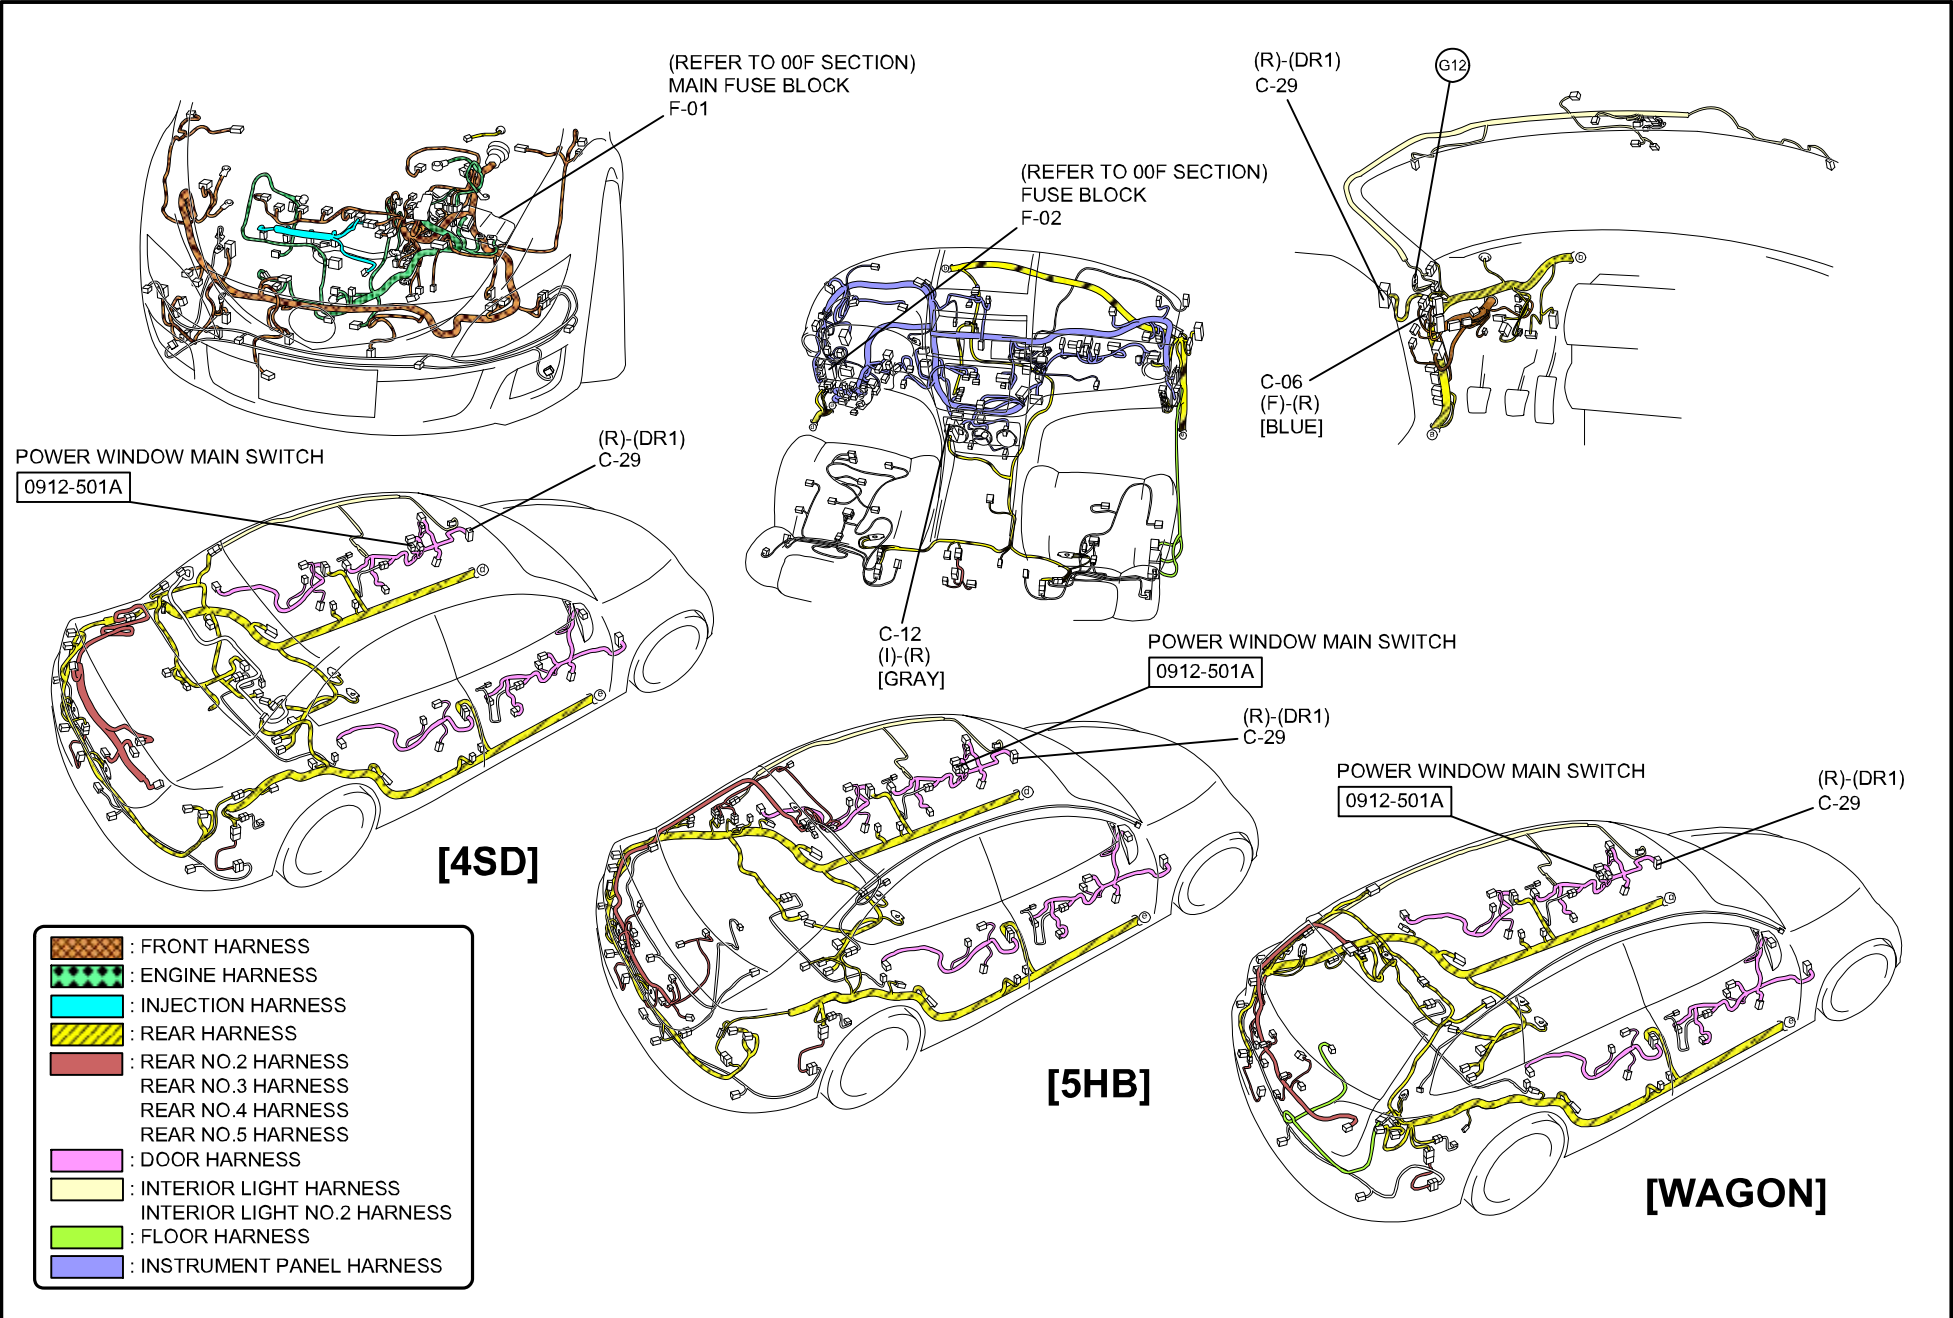 (REFER TO 00F SECTION)
MAIN FUSE BLOCK
F-01
(REFER TO 00F SECTION)
FUSE BLOCK
F-02
(R)-(DR1)
C-29
G12
C-06
(F)-(R)
[BLUE]
POWER WINDOW MAIN SWITCH
0912-501A
(R)-(DR1)
C-29
[4SD]
C-12
(I)-(R)
[GRAY]
POWER WINDOW MAIN SWITCH
0912-501A
(R)-(DR1)
C-29
[5HB]
POWER WINDOW MAIN SWITCH
0912-501A
(R)-(DR1)
C-29
[WAGON]
: FRONT HARNESS
: ENGINE HARNESS
: INJECTION HARNESS
: REAR HARNESS
: REAR NO.2 HARNESS
REAR NO.3 HARNESS
REAR NO.4 HARNESS
REAR NO.5 HARNESS
: DOOR HARNESS
: INTERIOR LIGHT HARNESS
INTERIOR LIGHT NO.2 HARNESS
: FLOOR HARNESS
: INSTRUMENT PANEL HARNESS